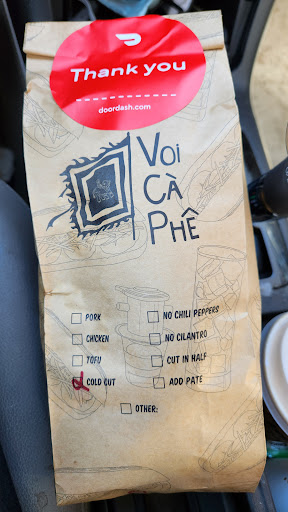 Thank you
doordash.com
VOI
CÀ
PHÊ
PORK
NO CHILI PEPPERS
CHICKEN
NO CILANTRO
TOFU
CUT IN HALF
COLD CUT
ADD PATE
OTHER: